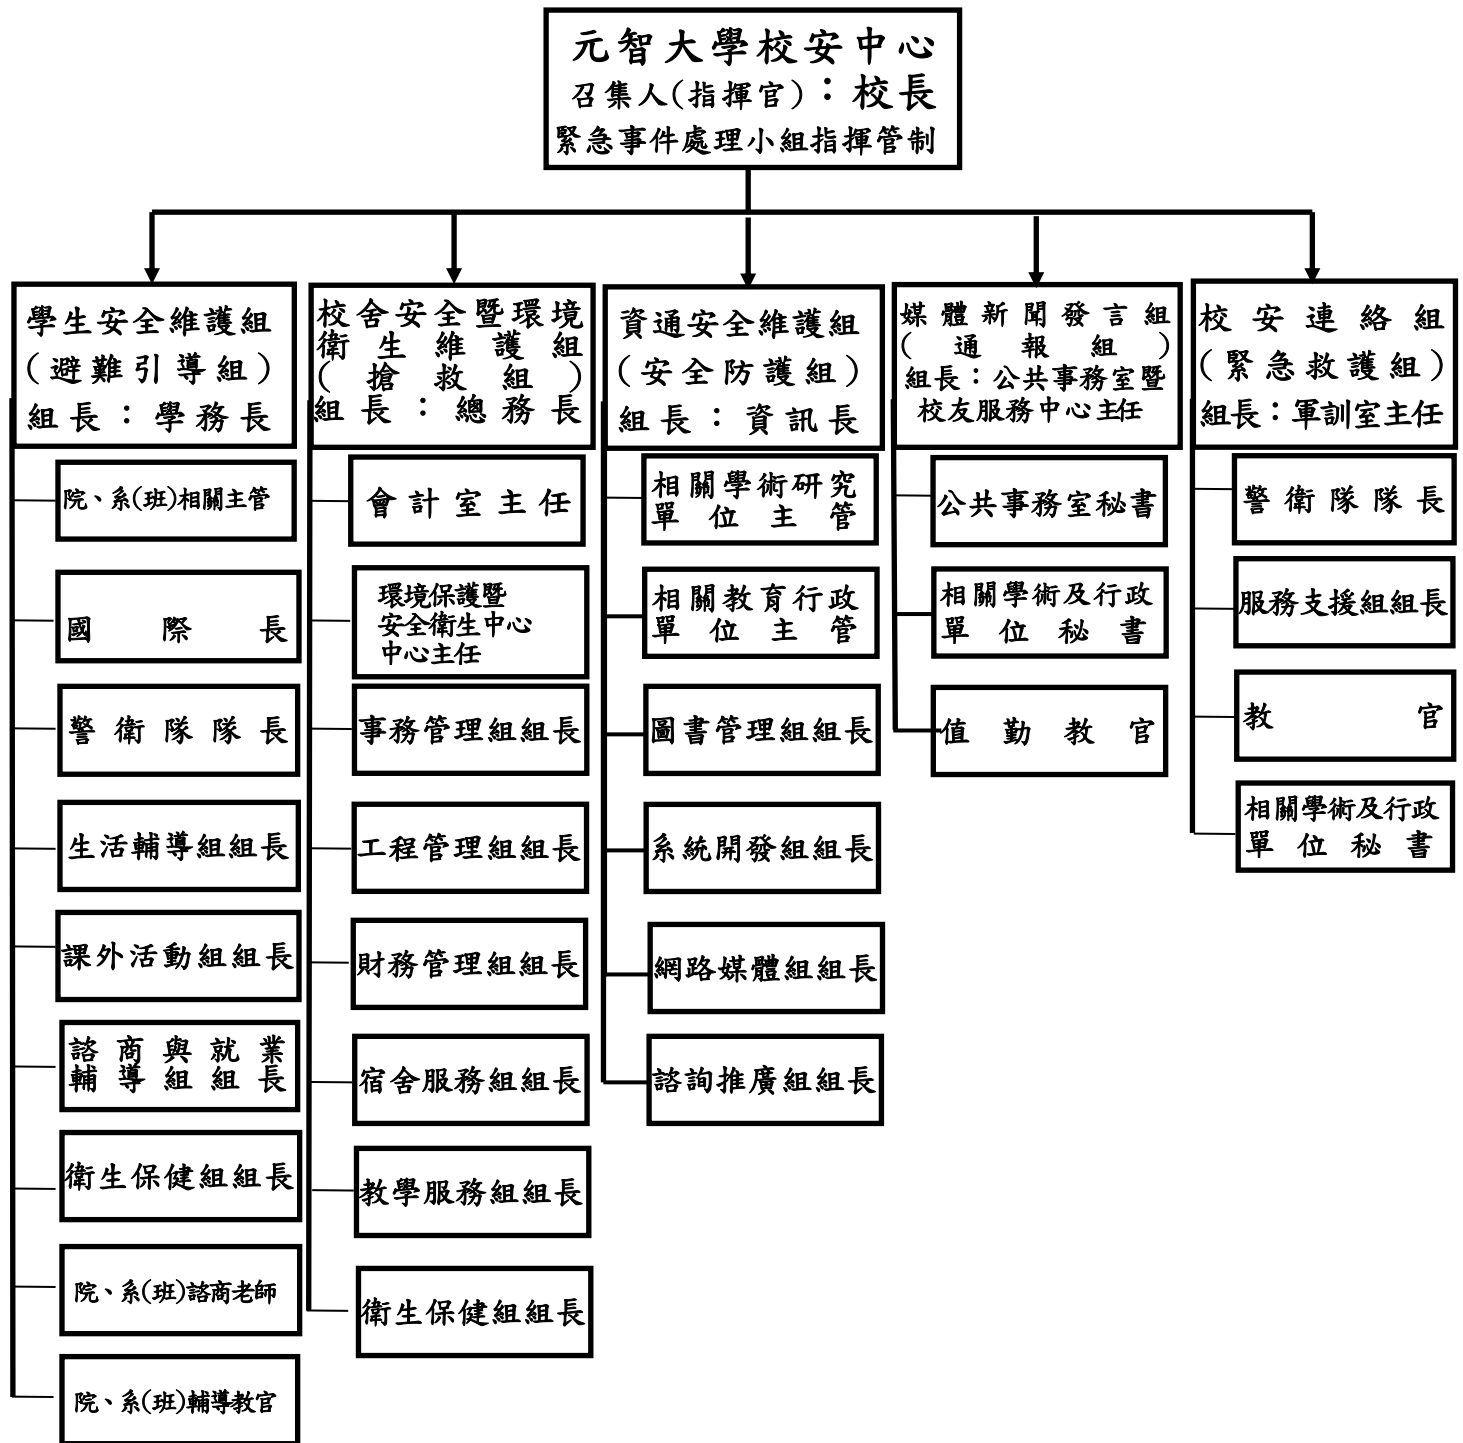 元智大學校安中心
召集人(指揮官)：校長
緊急事件處理小組指揮管制
學生安全維護組
(避難引導組)
組長：學務長
院、系(班)相關主管
國際長
警衛隊隊長
生活輔導組組長
課外活動組組長
諮商與就業
輔導組組長
衛生保健組組長
院、系(班)諮商老師
院、系(班)輔導教官
校舍安全暨環境
衛生維護組
(搶救組)
組長：總務長
會計室主任
環境保護暨
安全衛生中心
中心主任
事務管理組組長
工程管理組組長
財務管理組組長
宿舍服務組組長
教學服務組組長
衛生保健組組長
資通安全維護組
(安全防護組)
組長：資訊長
相關學術研究
單位主管
相關教育行政
單位主管
圖書管理組組長
系統開發組組長
網路媒體組組長
諮詢推廣組組長
媒體新聞發言組
(通報組)
組長：公共事務室暨
校友服務中心主任
公共事務室秘書
相關學術及行政
單位秘書
值勤教官
校安連絡組
(緊急救護組)
組長：軍訓室主任
警衛隊隊長
服務支援組組長
教官
相關學術及行政
單位秘書